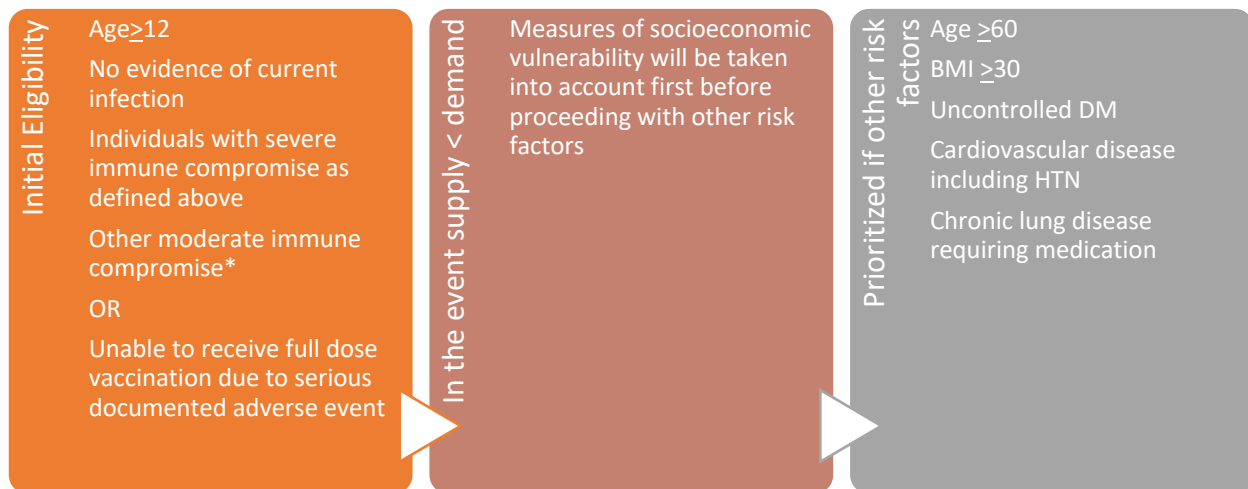 Initial Eligibility
Age≥12
No evidence of current
infection
Individuals with severe
immune compromise as
defined above
Other moderate immune
compromise*
OR
Unable to receive full dose
vaccination due to serious
documented adverse event
In the event supply < demand
Measures of socioeconomic
vulnerability will be taken
into account first before
proceeding with other risk
factors
Prioritized if other risk
factors
Age ≥60
BMI ≥30
Uncontrolled DM
Cardiovascular disease
including HTN
Chronic lung disease
requiring medication